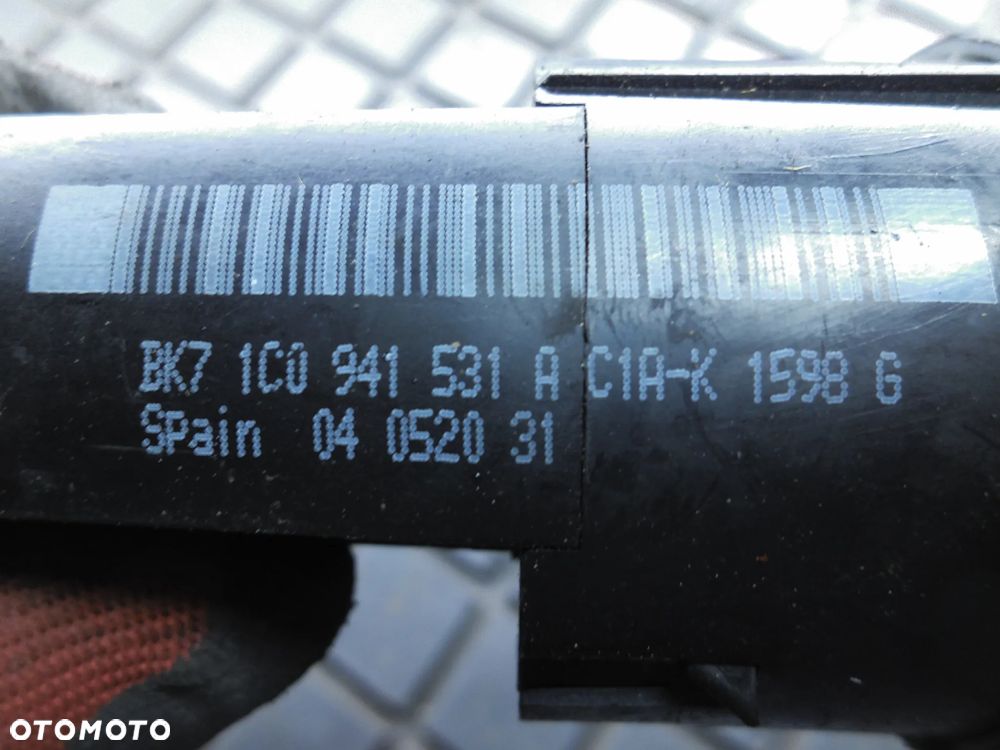 BK7 1C0 941 531 A C1A-K 1598 G
Spain 04 0520 31
OTOMOTO